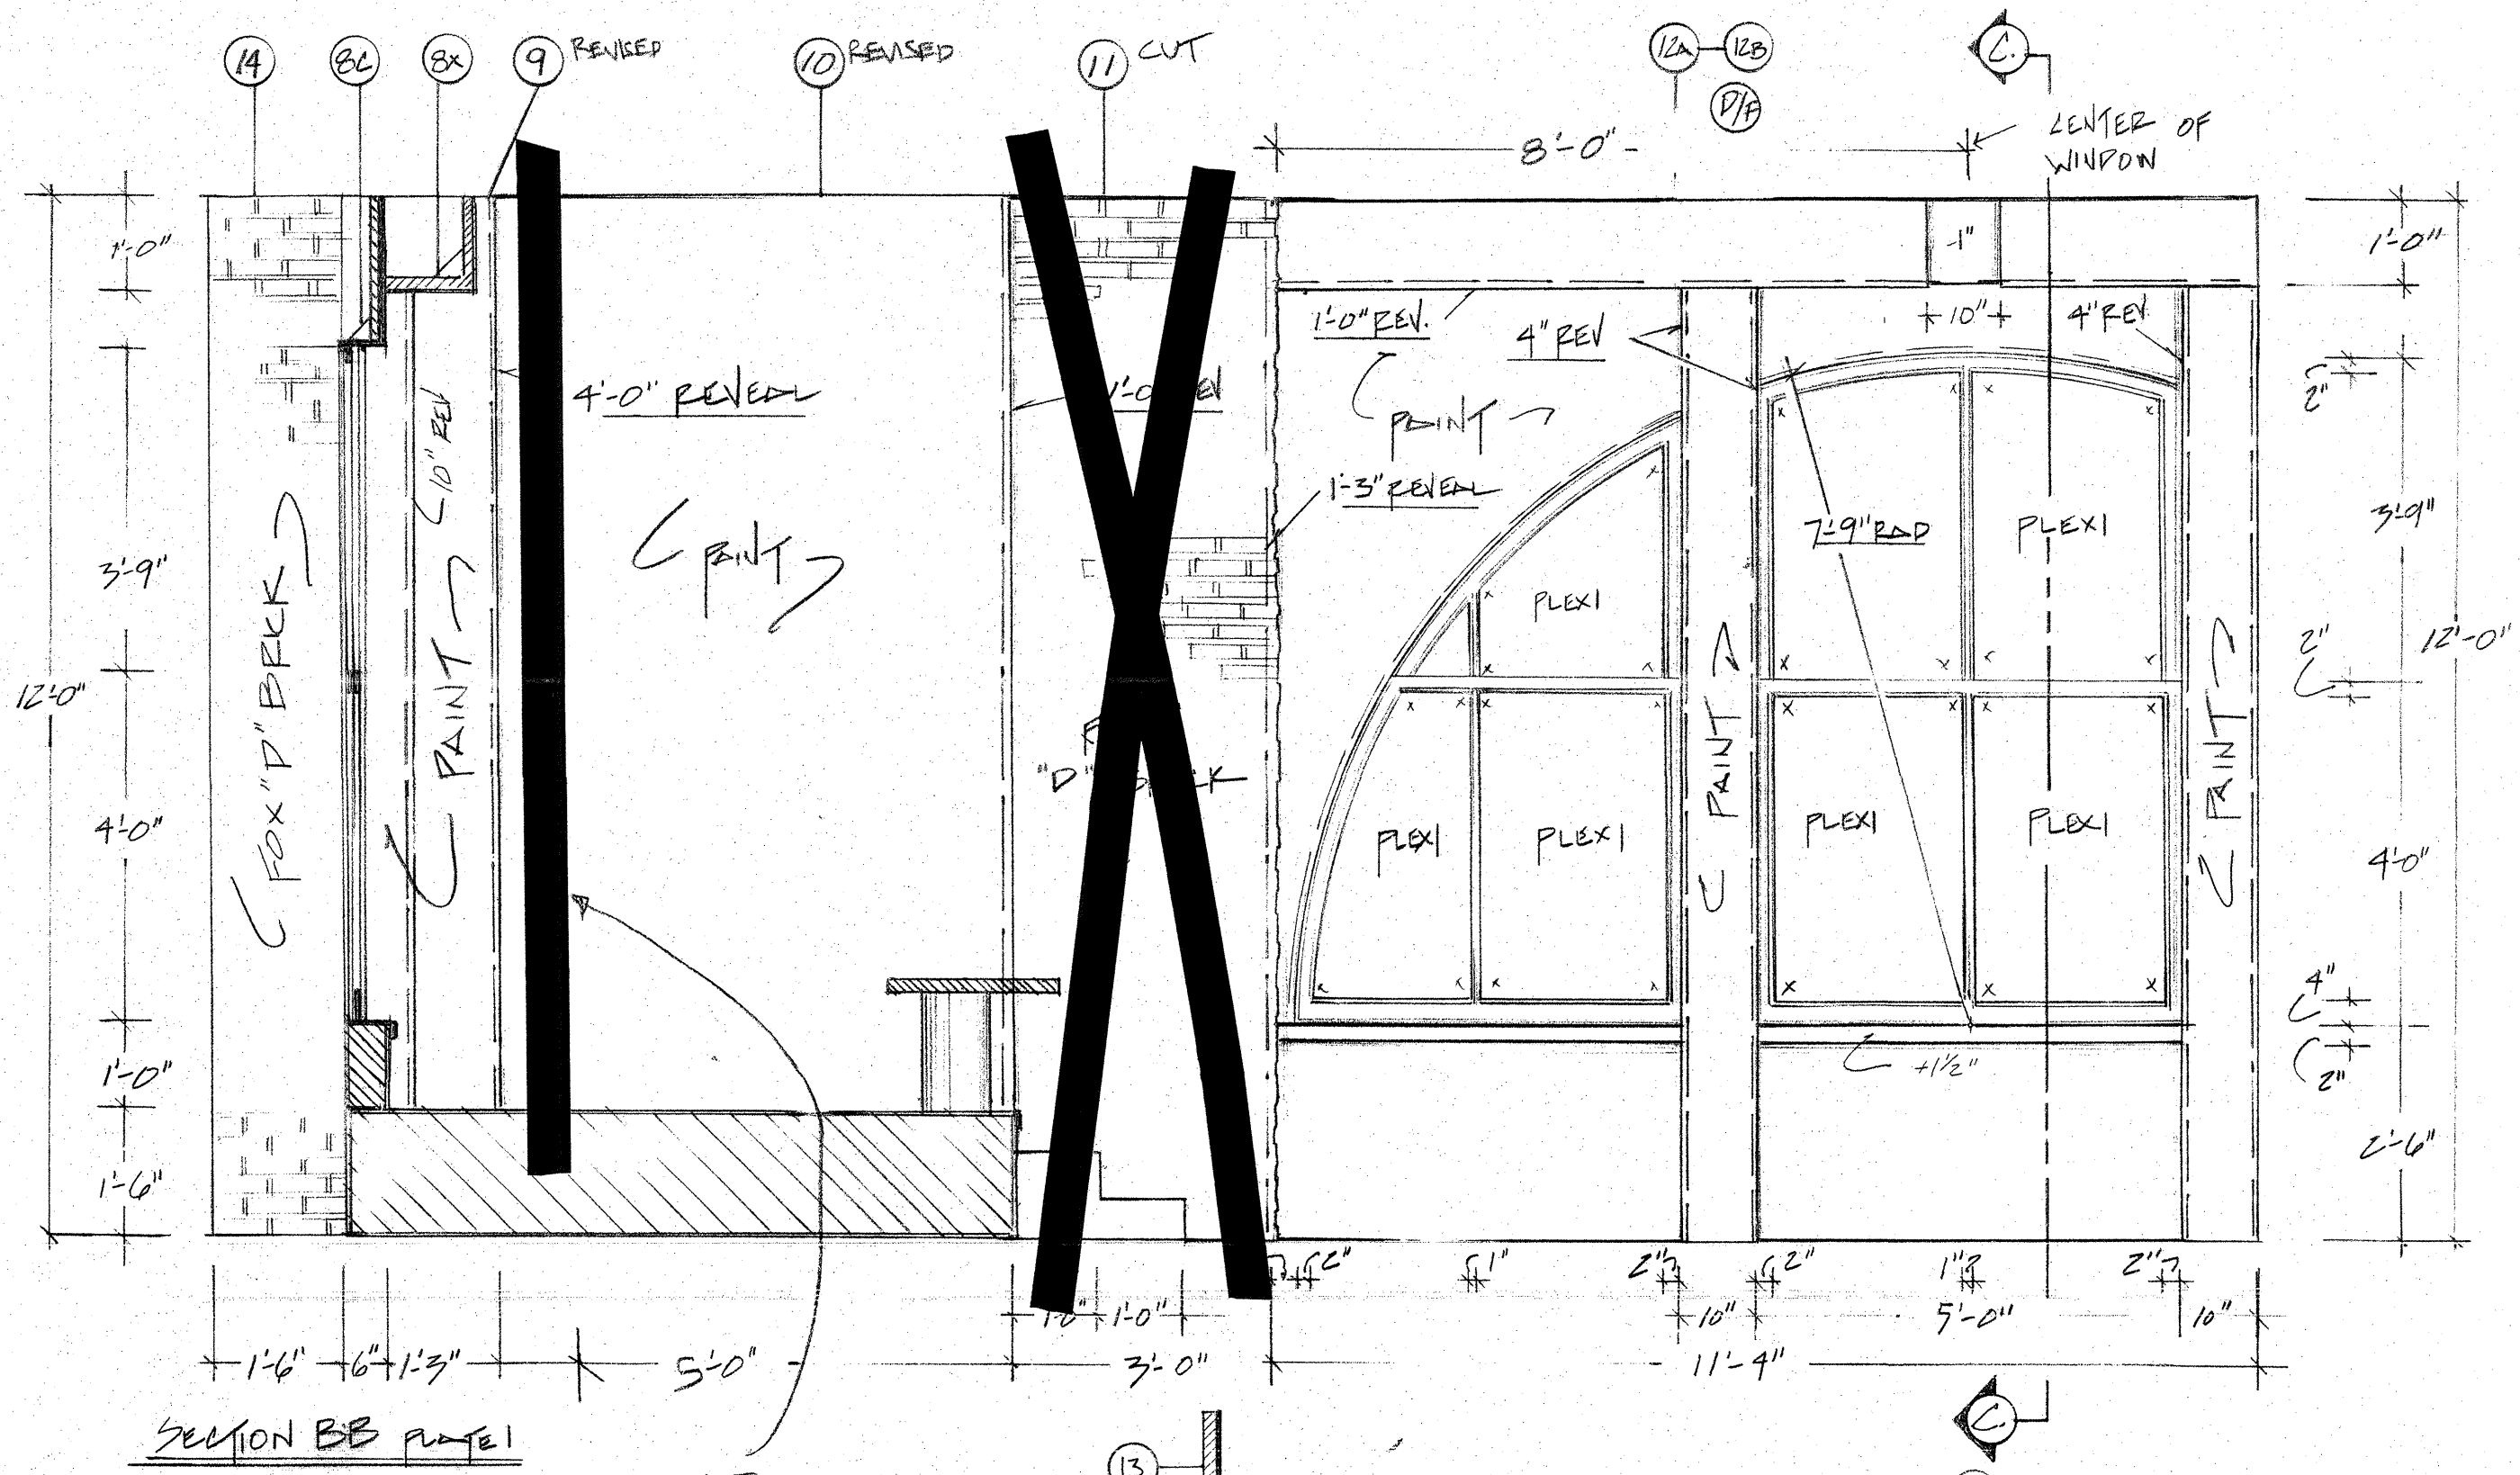 14
8C
8X
9 REVISED
10 REVISED
11 CUT
12A
12B
D/F
C.
8'-0"
CENTER OF
WINDOW
1'-0"
-1"
1'-0"
1'-0" REV.
4" REV
10"
4" REV.
2"
4'-0" REVEAL
10" REV
PAINT
1'-3" REVEAL
3'-9"
FOX "D" BRICK
PAINT
PAINT
PLEXI
7'-9" RAD
PLEXI
3'-9"
12'-0"
2"
12'-0"
PAINT
PAINT
4'-0"
"D"
PLEXI
PLEXI
PLEXI
PLEXI
4'-0"
4"
1'-0"
+1½"
2"
1'-6"
2'-6"
2"
1"
2"
2"
1"
2"
1'-0"
1'-0"
10"
5'-0"
10"
1'-6"
6"
1'-3"
5'-0"
3'-0"
11'-4"
SECTION BB PLATE 1
13
C.